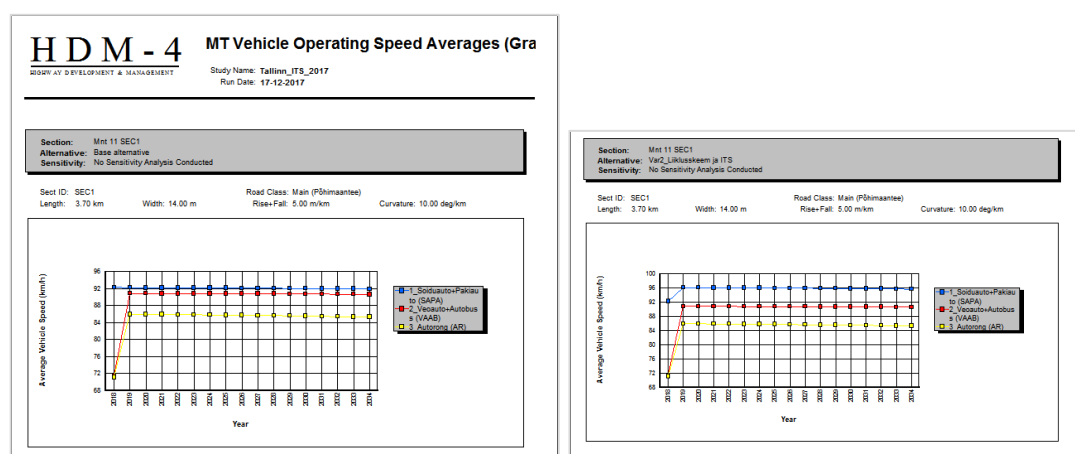 HDM-4
HIGHWAY DEVELOPMENT & MANAGEMENT
MT Vehicle Operating Speed Averages (Gra
Study Name: Tallinn_ITS_2017
Run Date: 17-12-2017
Section: Mnt 11 SEC1
Alternative: Base alternative
Sensitivity: No Sensitivity Analysis Conducted
Sect ID: SEC1 Road Class: Main (Põhimaantee)
Length: 3.70 km Width: 14.00 m Rise+Fall: 5.00 m/km Curvature: 10.00 deg/km
Average Vehicle Speed (km/h)
96
92
88
84
80
76
72
68
2018 2019 2020 2021 2022 2023 2024 2025 2026 2027 2028 2029 2030 2031 2032 2033 2034
Year
1_Soiduauto+Pakiau
to (SAPA)
2_Veoauto+Autobus
s (VAAB)
3_Autorong (AR)
Section: Mnt 11 SEC1
Alternative: Var2_Liiklusskeem ja ITS
Sensitivity: No Sensitivity Analysis Conducted
Sect ID: SEC1 Road Class: Main (Põhimaantee)
Length: 3.70 km Width: 14.00 m Rise+Fall: 5.00 m/km Curvature: 10.00 deg/km
Average Vehicle Speed (km/h)
100
96
92
88
84
80
76
72
68
2018 2019 2020 2021 2022 2023 2024 2025 2026 2027 2028 2029 2030 2031 2032 2033 2034
Year
1_Soiduauto+Pakiau
to (SAPA)
2_Veoauto+Autobus
s (VAAB)
3_Autorong (AR)